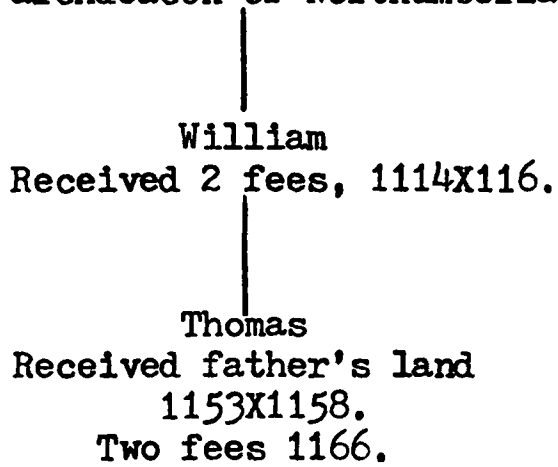 William
Received 2 fees, 1114X116.
Thomas
Received father's land
1153X1158.
Two fees 1166.